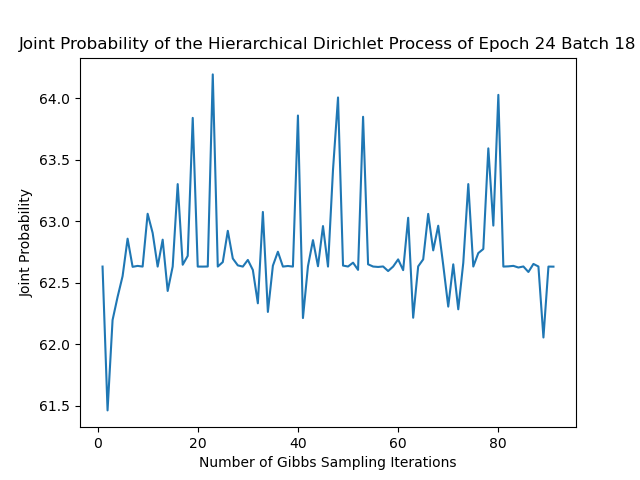 Joint Probability of the Hierarchical Dirichlet Process of Epoch 24 Batch 18
64.0
63.5
63.0
62.5
62.0
61.5
Joint Probability
0 20 40 60 80
Number of Gibbs Sampling Iterations